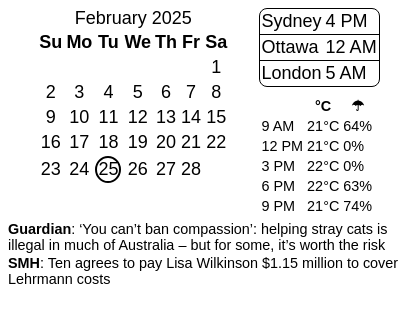 February 2025
Su Mo Tu We Th Fr Sa
1
2 3 4 5 6 7 8
9 10 11 12 13 14 15
16 17 18 19 20 21 22
23 24 25 26 27 28
Sydney 4 PM
Ottawa 12 AM
London 5 AM
°C ☂
9 AM 21°C 64%
12 PM 21°C 0%
3 PM 22°C 0%
6 PM 22°C 63%
9 PM 21°C 74%
Guardian: ‘You can’t ban compassion’: helping stray cats is
illegal in much of Australia – but for some, it’s worth the risk
SMH: Ten agrees to pay Lisa Wilkinson $1.15 million to cover
Lehrmann costs